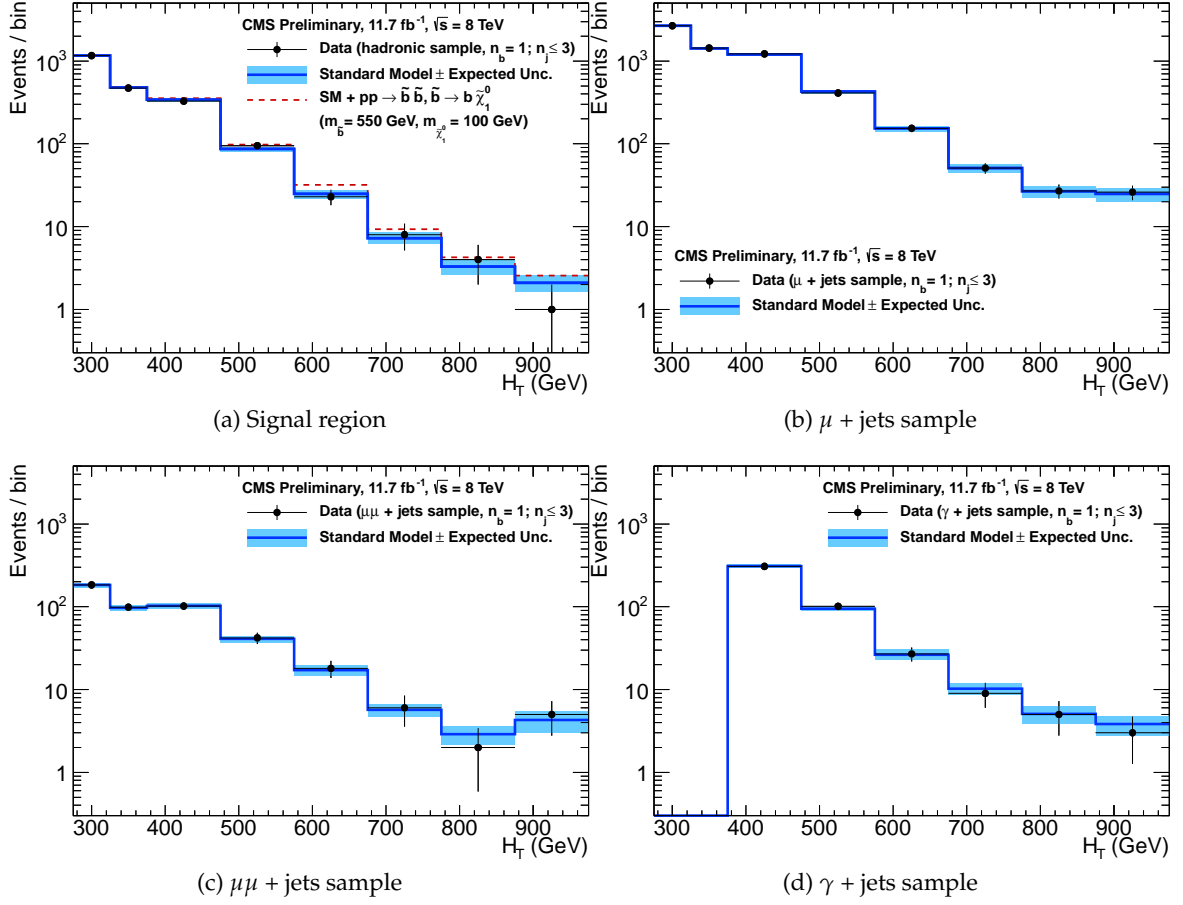 CMS Preliminary, 11.7 fb⁻¹, √s = 8 TeV
Data (hadronic sample, n_b = 1; n_j ≤ 3)
Standard Model ± Expected Unc.
SM + pp → b̃ b̃, b̃ → b χ̃₁⁰
(m_b̃ = 550 GeV, m_χ̃₁⁰ = 100 GeV)
Events / bin
10³
10²
10
1
300 400 500 600 700 800 900
H_T (GeV)
(a) Signal region
Events / bin
10³
10²
10
1
CMS Preliminary, 11.7 fb⁻¹, √s = 8 TeV
Data (μ + jets sample, n_b = 1; n_j ≤ 3)
Standard Model ± Expected Unc.
300 400 500 600 700 800 900
H_T (GeV)
(b) μ + jets sample
CMS Preliminary, 11.7 fb⁻¹, √s = 8 TeV
Data (μμ + jets sample, n_b = 1; n_j ≤ 3)
Standard Model ± Expected Unc.
Events / bin
10³
10²
10
1
300 400 500 600 700 800 900
H_T (GeV)
(c) μμ + jets sample
CMS Preliminary, 11.7 fb⁻¹, √s = 8 TeV
Data (γ + jets sample, n_b = 1; n_j ≤ 3)
Standard Model ± Expected Unc.
Events / bin
10³
10²
10
1
300 400 500 600 700 800 900
H_T (GeV)
(d) γ + jets sample